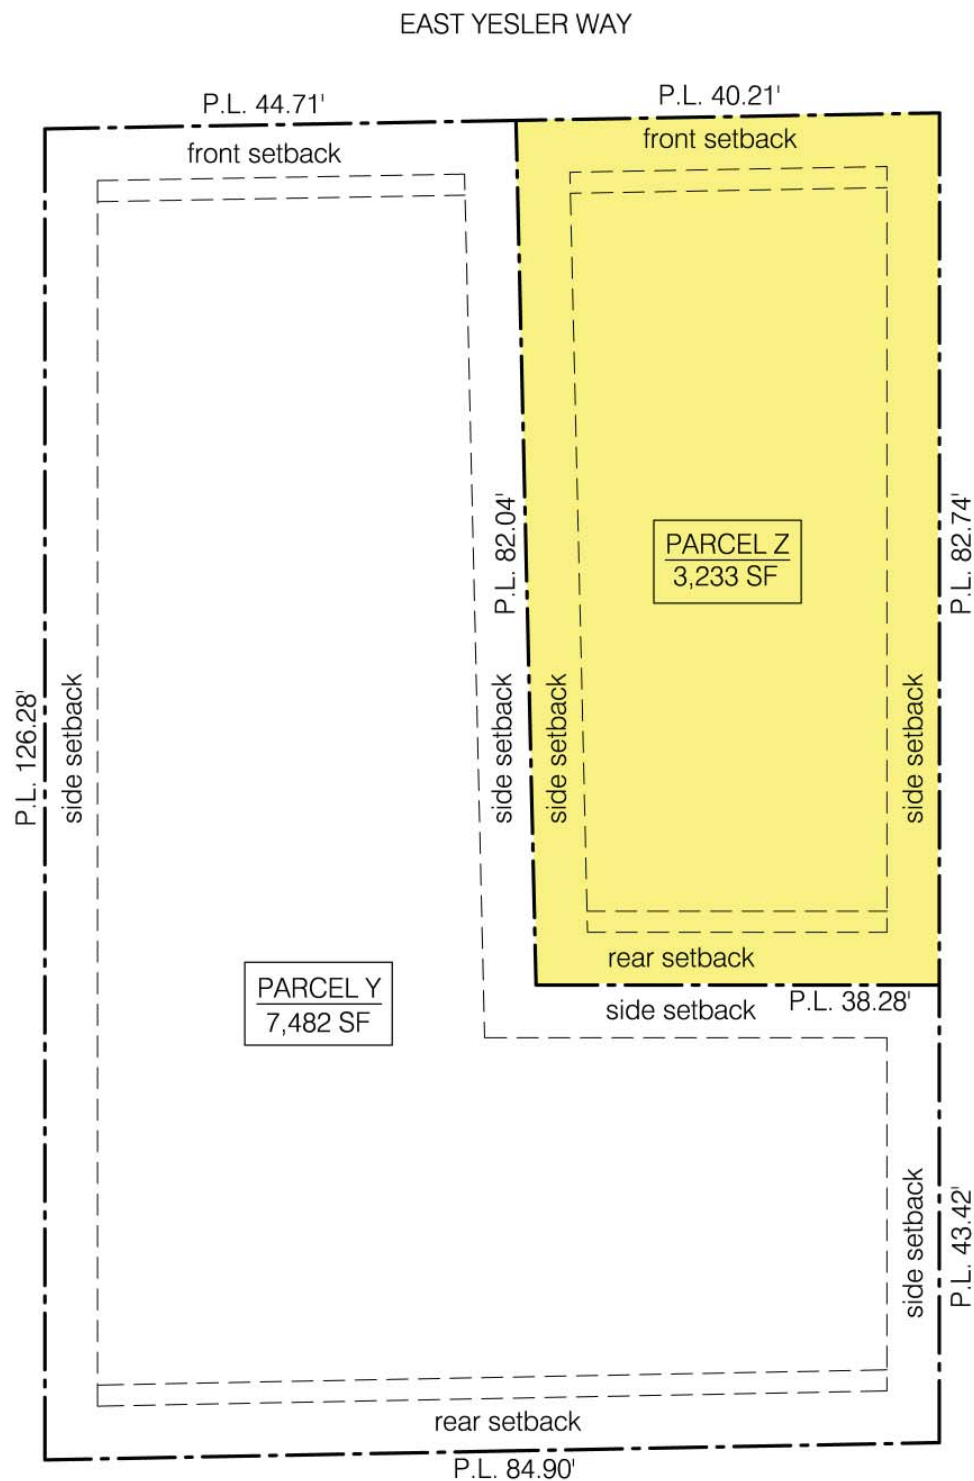 EAST YESLER WAY
P.L. 44.71'
P.L. 40.21'
front setback
front setback
P.L. 82.04'
P.L. 82.74'
PARCEL Z
3,233 SF
P.L. 126.28'
side setback
side setback
side setback
side setback
rear setback
PARCEL Y
7,482 SF
side setback
P.L. 38.28'
side setback
P.L. 43.42'
rear setback
P.L. 84.90'